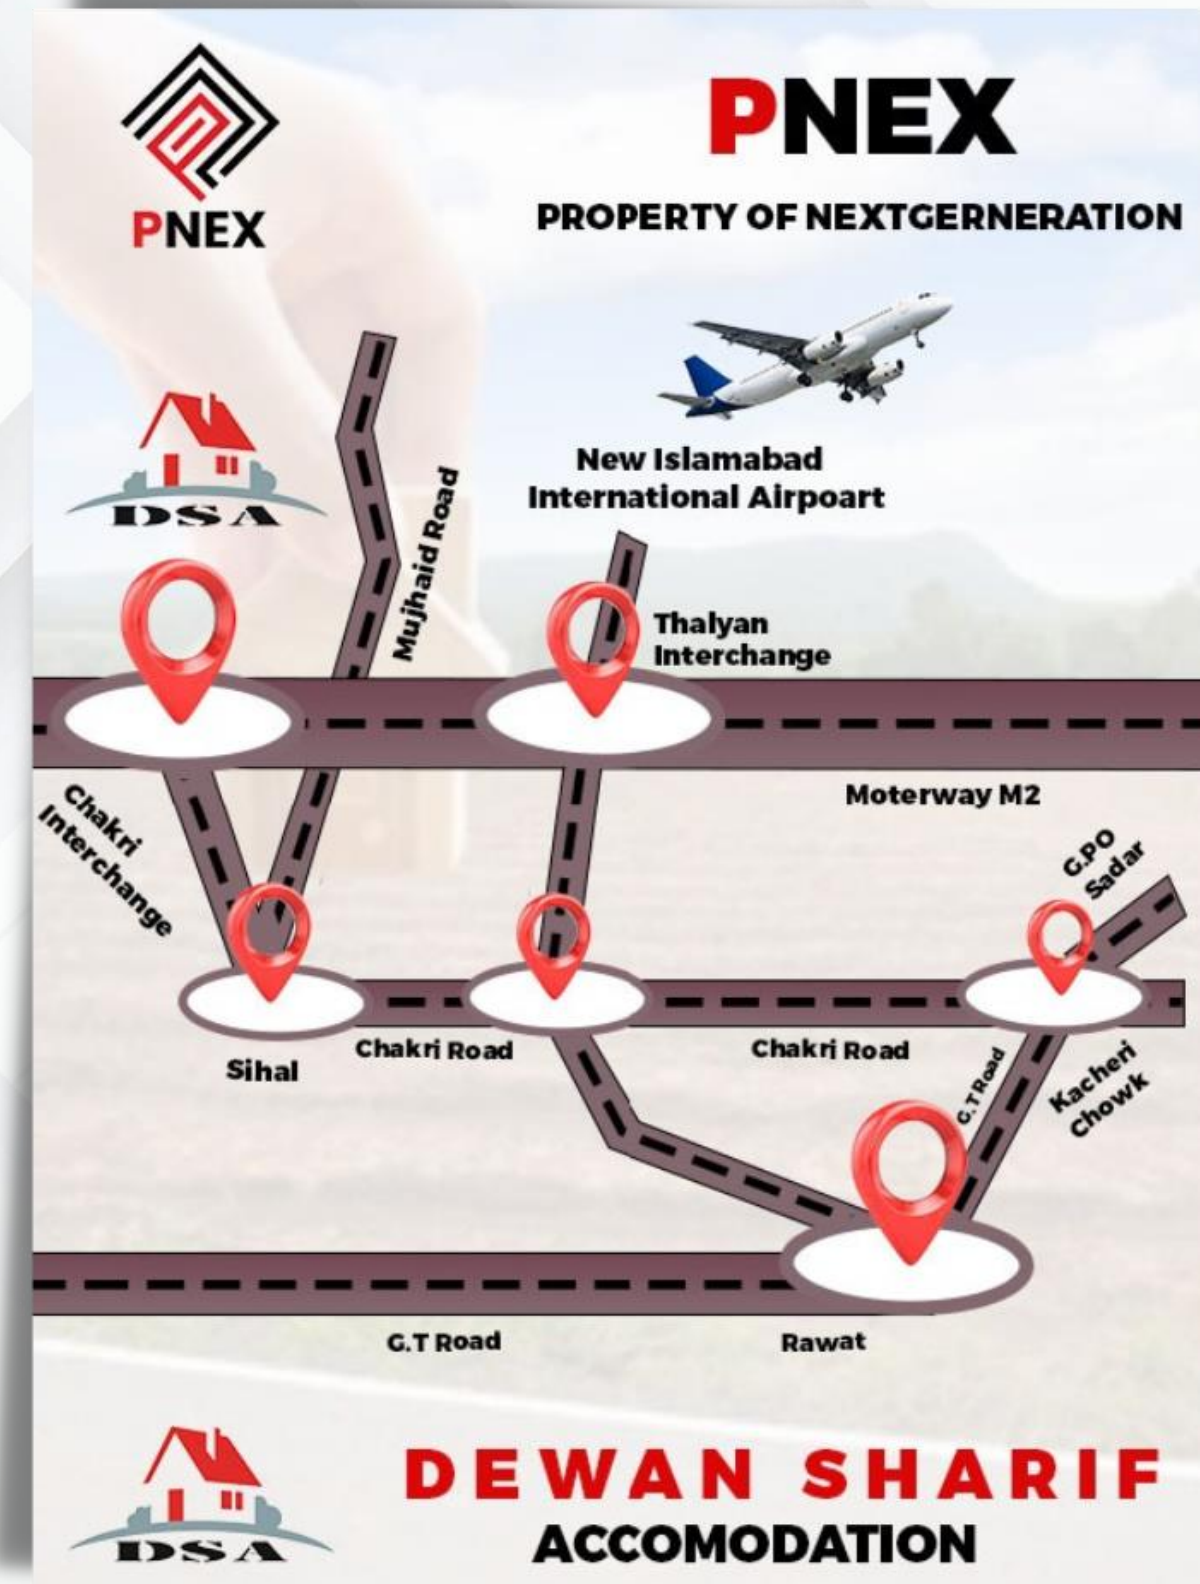 PNEX
PNEX
PROPERTY OF NEXTGERNERATION
DSA
New Islamabad
International Airpoart
Mujhaid Road
Thalyan
Interchange
Moterway M2
Chakri
Interchange
G.PO
Sadar
Sihal
Chakri Road
Chakri Road
G.T Road
Kacheri
Chowk
G.T Road
Rawat
DSA
DEWAN SHARIF
ACCOMODATION